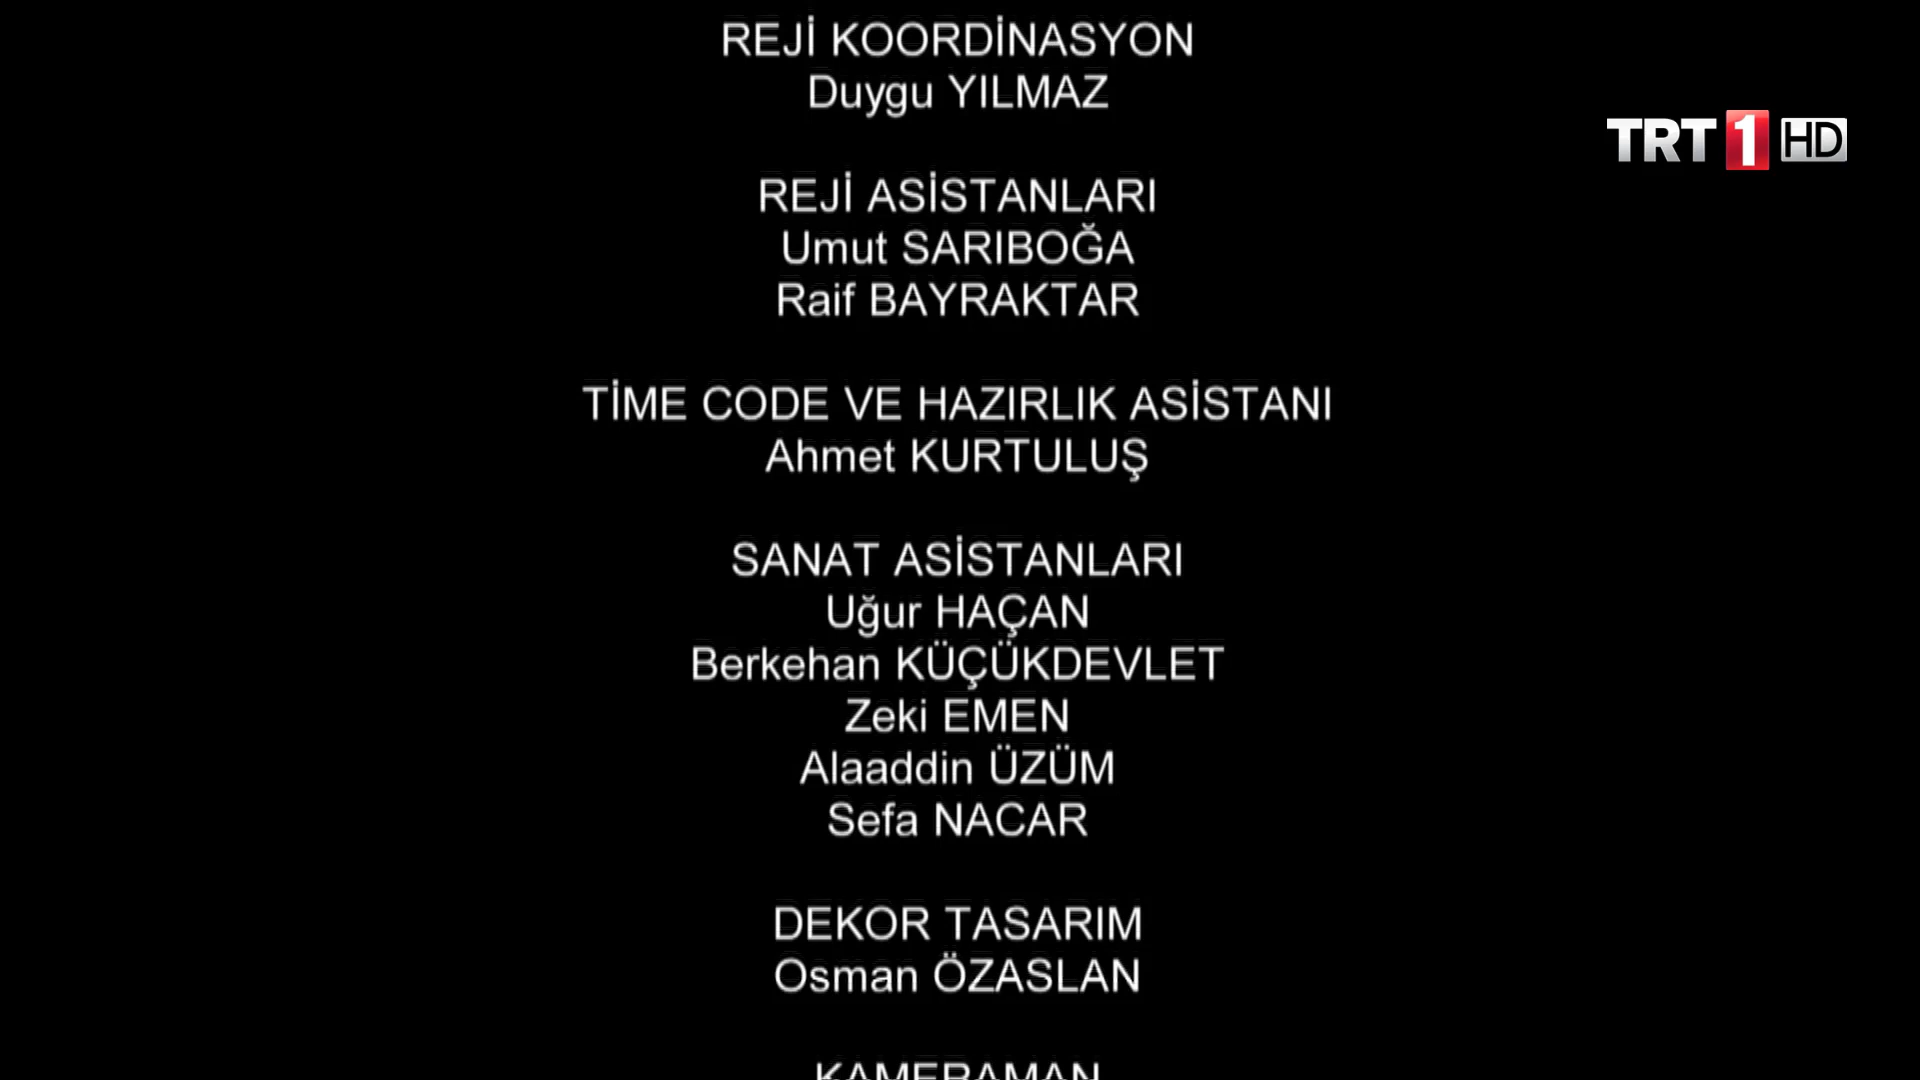 REJİ KOORDİNASYON
Duygu YILMAZ
TRT 1 HD
REJİ ASİSTANLARI
Umut SARIBOĞA
Raif BAYRAKTAR
TİME CODE VE HAZIRLIK ASİSTANI
Ahmet KURTULUŞ
SANAT ASİSTANLARI
Uğur HAÇAN
Berkehan KÜÇÜKDEVLET
Zeki EMEN
Alaaddin ÜZÜM
Sefa NACAR
DEKOR TASARIM
Osman ÖZASLAN
KAMERAMAN